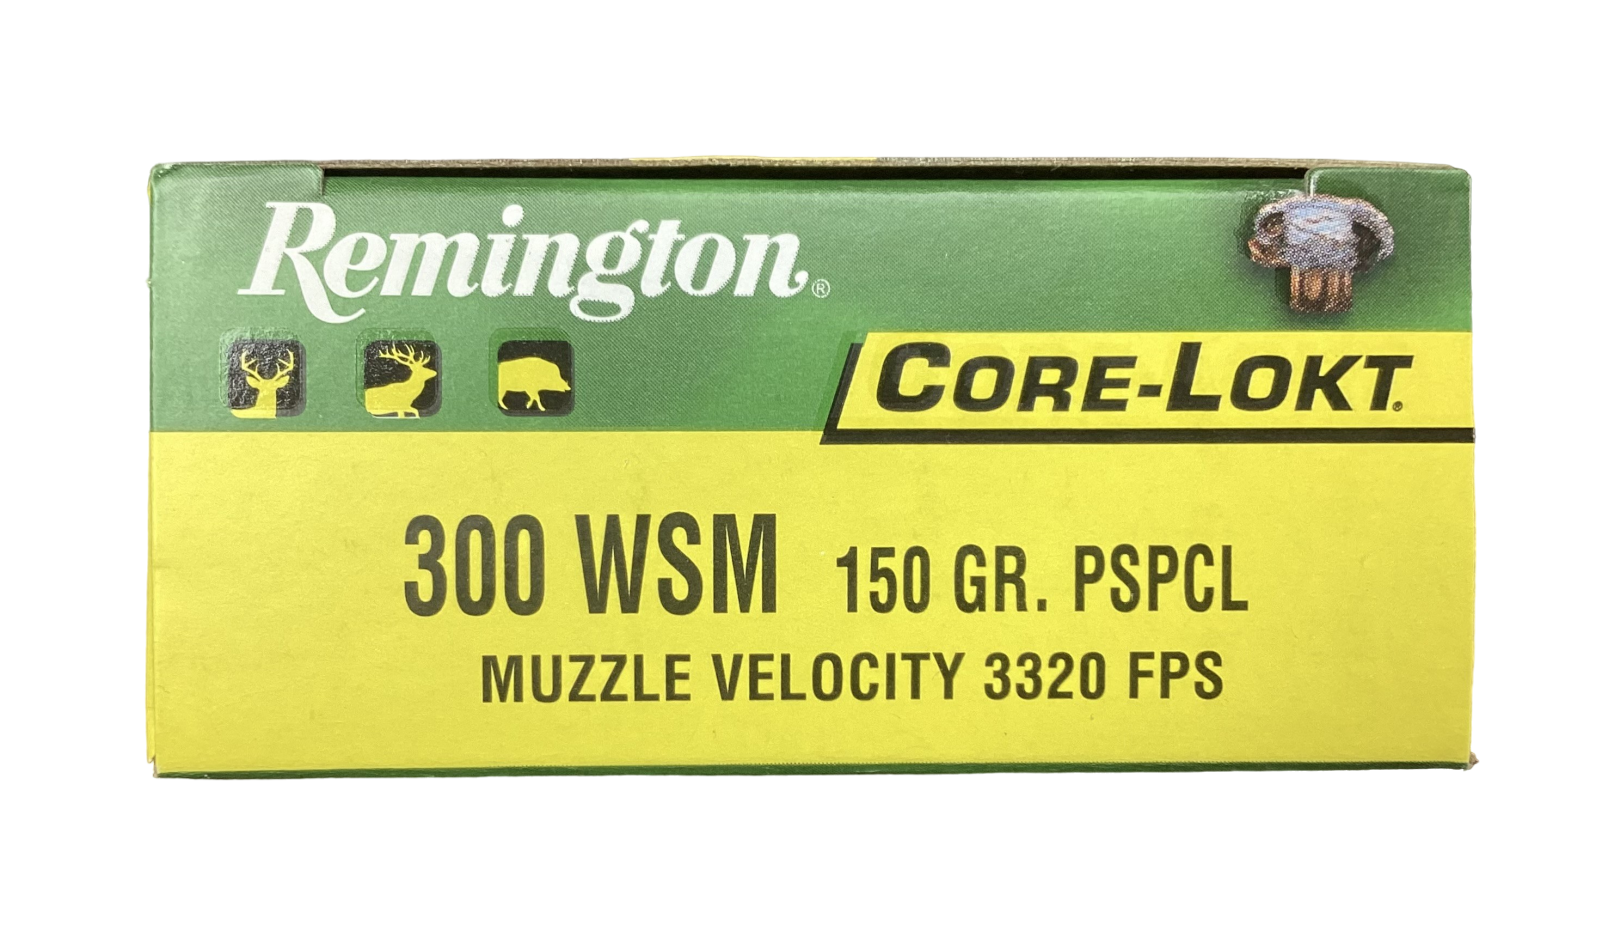 Remington®
CORE-LOKT®
300 WSM 150 GR. PSPCL
MUZZLE VELOCITY 3320 FPS